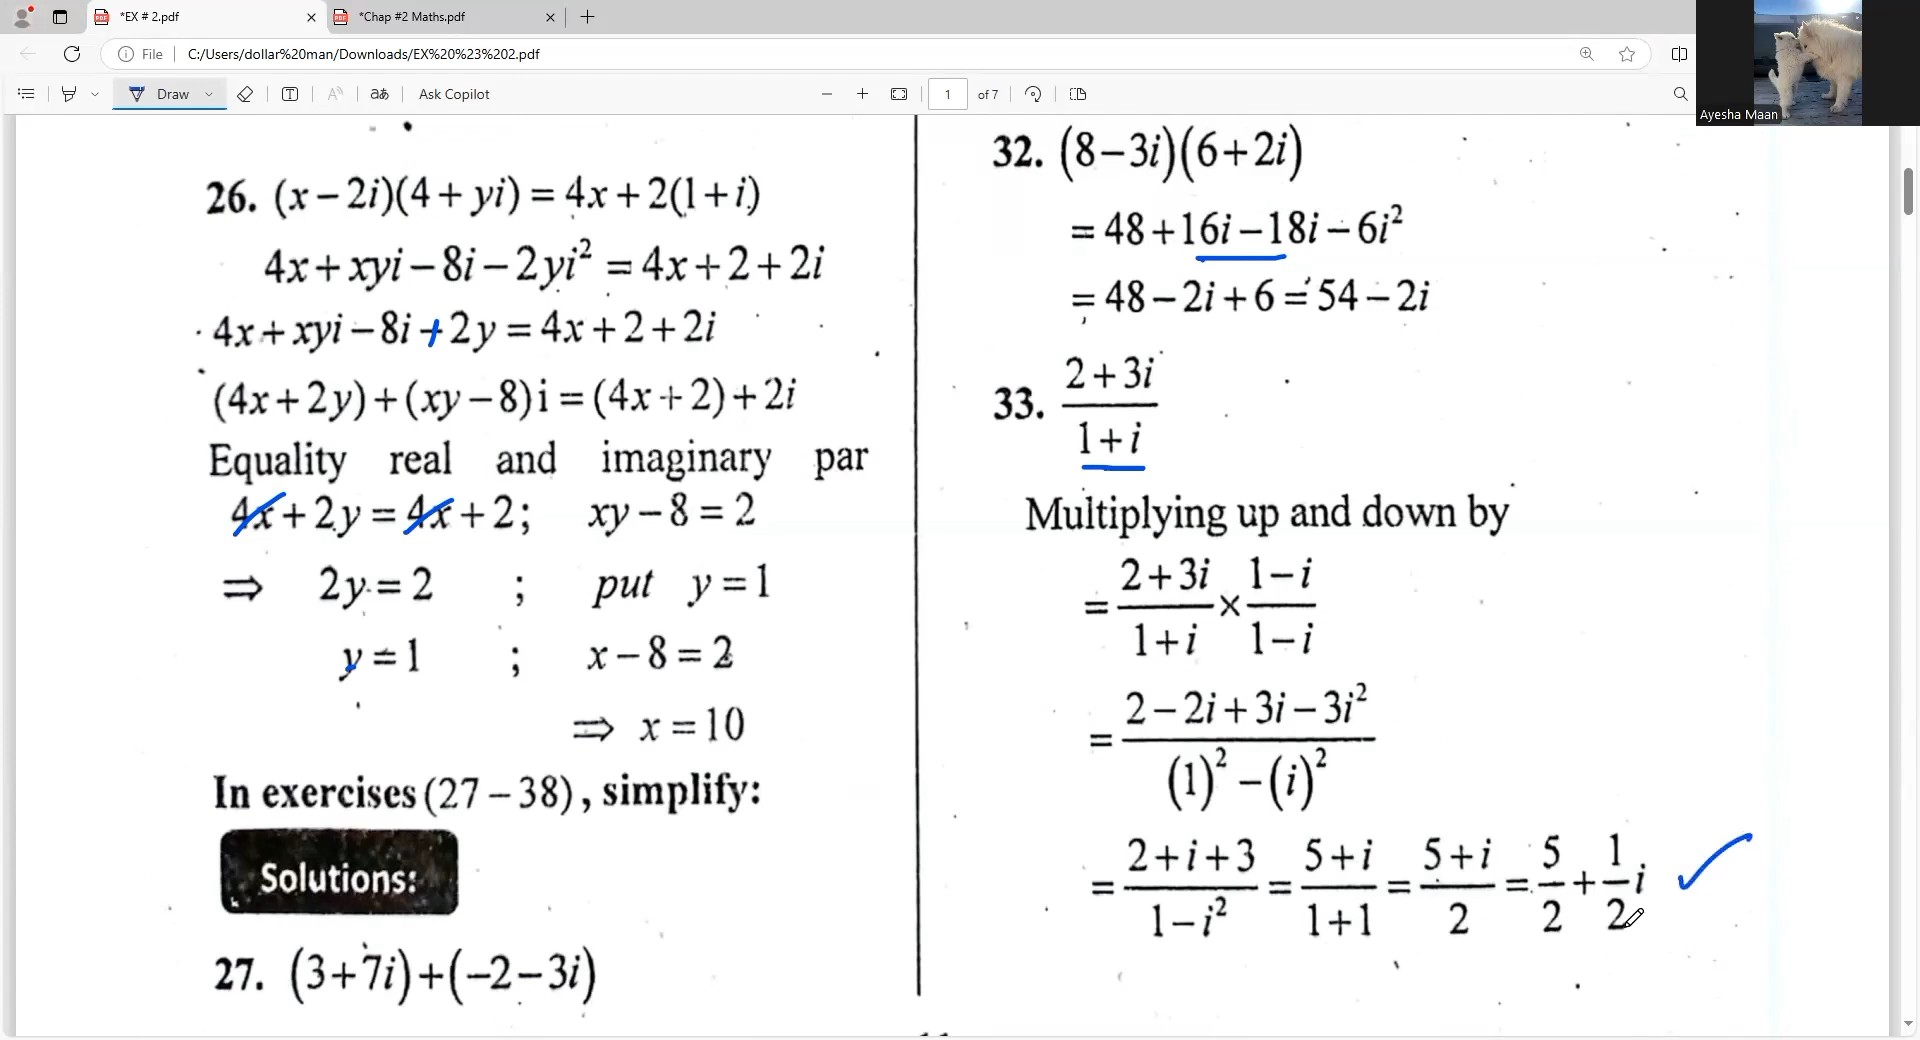 *EX # 2.pdf
*Chap #2 Maths.pdf
File
C:/Users/dollar%20man/Downloads/EX%20%23%202.pdf
Draw
Ask Copilot
1 of 7
Ayesha Maan
26. (x − 2i)(4 + yi) = 4x + 2(1 + i)
4x + xyi − 8i − 2yi² = 4x + 2 + 2i
4x + xyi − 8i + 2y = 4x + 2 + 2i
(4x + 2y) + (xy − 8)i = (4x + 2) + 2i
Equality real and imaginary par
4x + 2y = 4x + 2; xy − 8 = 2
⇒ 2y = 2 ; put y = 1
y = 1 ; x − 8 = 2
⇒ x = 10
In exercises (27 − 38), simplify:
Solutions:
27. (3+7i)+(−2−3i)
32. (8−3i)(6+2i)
= 48+16i−18i−6i²
= 48−2i+6 = 54−2i
33. (2+3i)/(1+i)
Multiplying up and down by
= (2+3i)/(1+i) × (1−i)/(1−i)
= (2−2i+3i−3i²)/((1)²−(i)²)
= (2+i+3)/(1−i²) = (5+i)/(1+1) = (5+i)/2 = 5/2 + 1/2 i